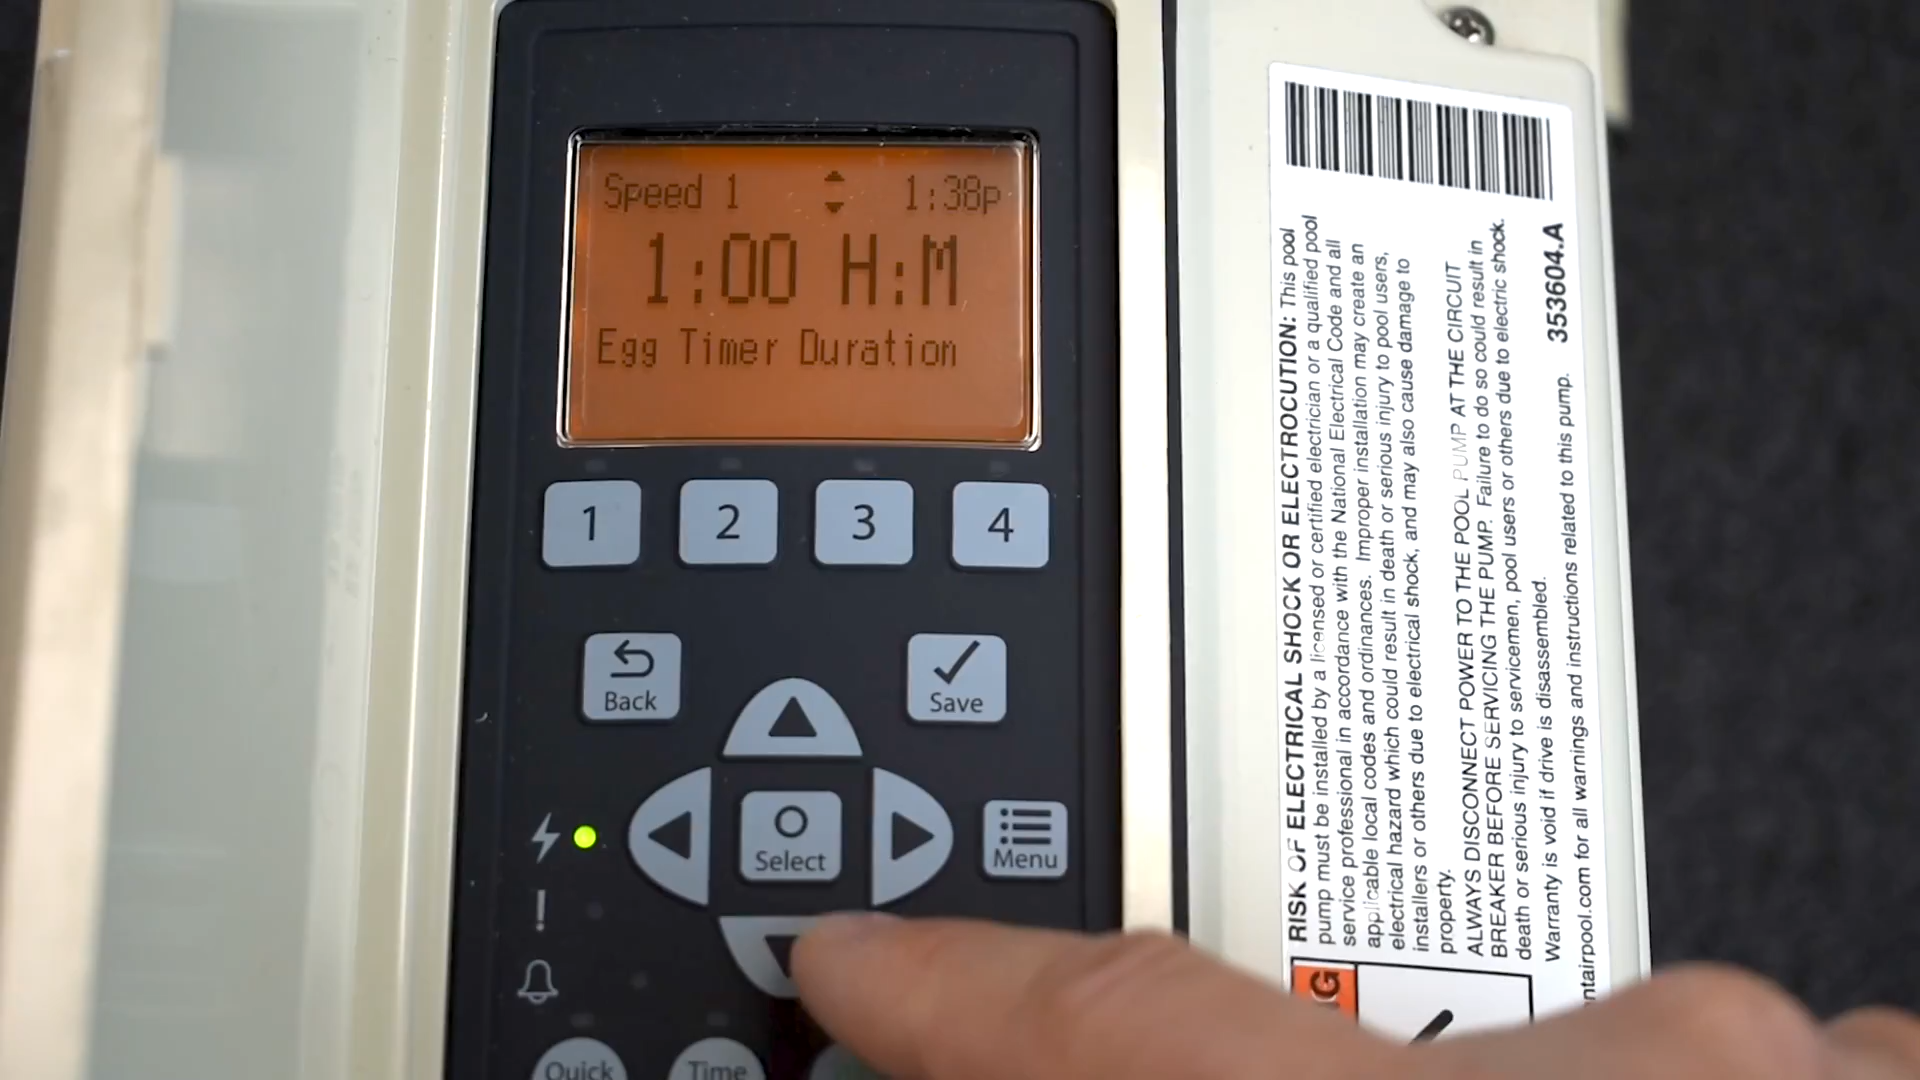 Speed 1 1:38p
1:00 H:M
Egg Timer Duration
1 2 3 4
Back
Save
Select
Menu
Quick
Time
353604.A
RISK OF ELECTRICAL SHOCK OR ELECTROCUTION: This pool
pump must be installed by a licensed or certified electrician or a qualified pool
service professional in accordance with the National Electrical Code and all
applicable local codes and ordinances. Improper installation may create an
electrical hazard which could result in death or serious injury to pool users,
installers or others due to electrical shock, and may also cause damage to
property.
ALWAYS DISCONNECT POWER TO THE POOL PUMP AT THE CIRCUIT
BREAKER BEFORE SERVICING THE PUMP. Failure to do so could result in
death or serious injury to servicemen, pool users or others due to electric shock.
Warranty is void if drive is disassembled.
ntairpool.com for all warnings and instructions related to this pump.